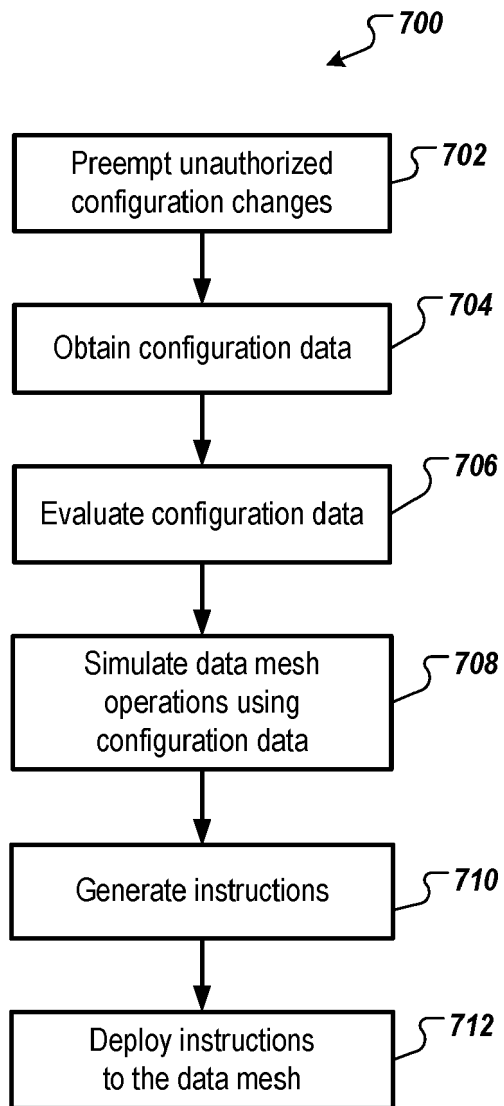 700
Preempt unauthorized
configuration changes
702
Obtain configuration data
704
Evaluate configuration data
706
Simulate data mesh
operations using
configuration data
708
Generate instructions
710
Deploy instructions
to the data mesh
712